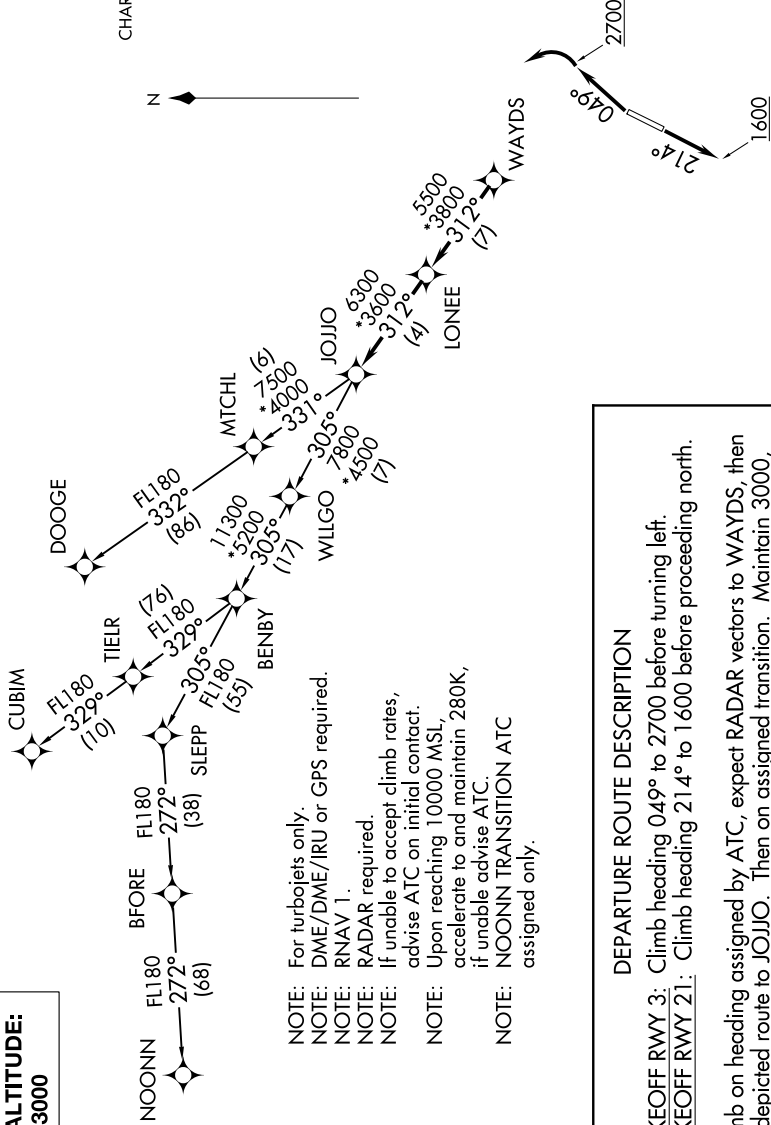 ALTITUDE:
3000
CHAR
N
NOONN
FL180
272°
(68)
BFORE
FL180
272°
(38)
SLEPP
CUBIM
FL180
329°
(10)
TIELR
(76)
FL180
329°
305°
FL180
(55)
BENBY
DOOGE
FL180
332°
(86)
MTCHL
(6)
7500
*4000
331°
11300
*5200
305°
(17)
WLLGO
305°
7800
*4500
(7)
JOJJO
6300
*3600
312°
(4)
LONEE
5500
*3800
312°
(7)
WAYDS
2700
049°
214°
1600
NOTE: For turbojets only.
NOTE: DME/DME/IRU or GPS required.
NOTE: RNAV 1.
NOTE: RADAR required.
NOTE: If unable to accept climb rates,
advise ATC on initial contact.
NOTE: Upon reaching 10000 MSL,
accelerate to and maintain 280K,
if unable advise ATC.
NOTE: NOONN TRANSITION ATC
assigned only.
DEPARTURE ROUTE DESCRIPTION
KEOFF RWY 3: Climb heading 049° to 2700 before turning left.
KEOFF RWY 21: Climb heading 214° to 1600 before proceeding north.
mb on heading assigned by ATC, expect RADAR vectors to WAYDS, then
depicted route to JOJJO. Then on assigned transition. Maintain 3000,